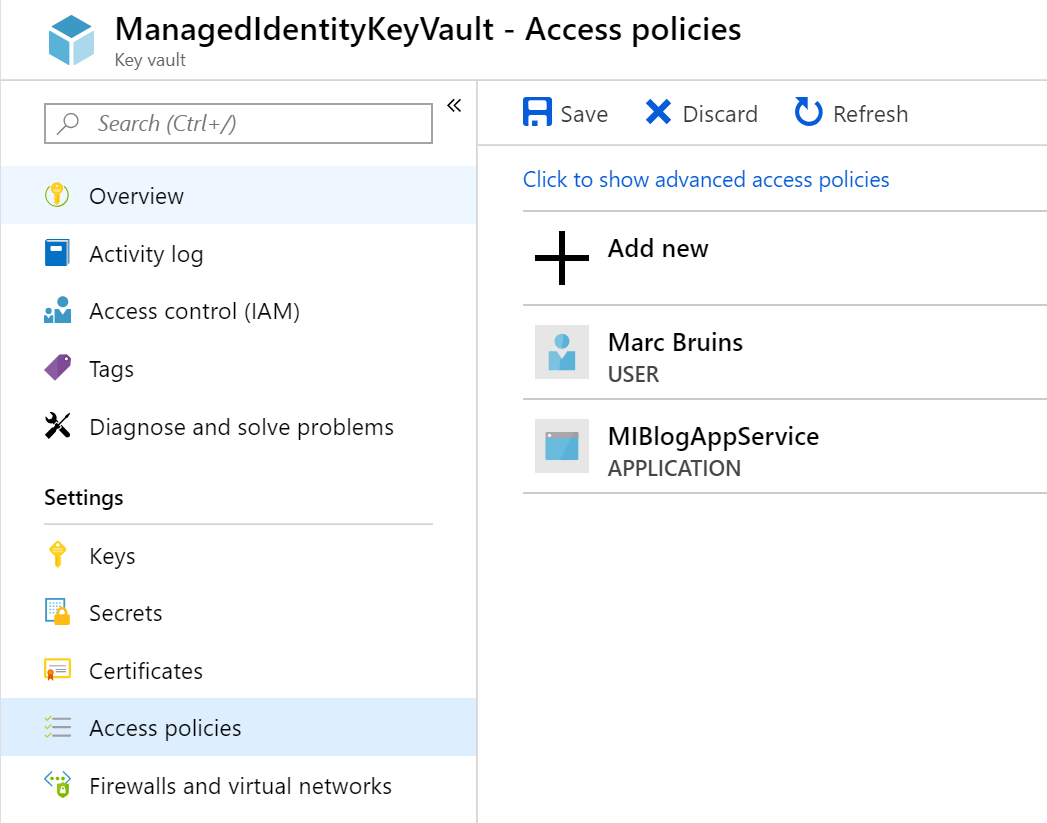 ManagedIdentityKeyVault - Access policies
Key vault
Search (Ctrl+/)
«
Overview
Activity log
Access control (IAM)
Tags
Diagnose and solve problems
Settings
Keys
Secrets
Certificates
Access policies
Firewalls and virtual networks
Save Discard Refresh
Click to show advanced access policies
Add new
Marc Bruins
USER
MIBlogAppService
APPLICATION